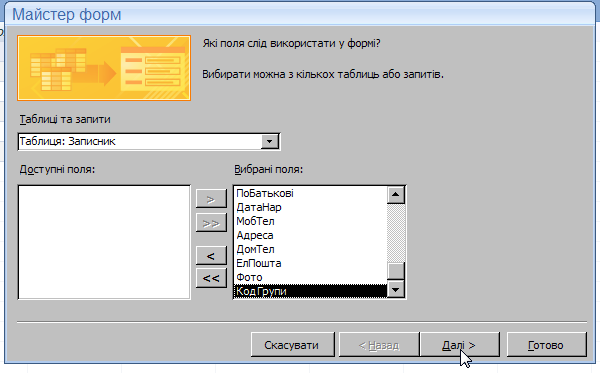 Майстер форм
Які поля слід використати у формі?
Вибирати можна з кількох таблиць або запитів.
Таблиці та запити
Таблиця: Записник
Доступні поля:
Вибрані поля:
>
>>
<
<<
ПоБатькові
ДатаНар
МобТел
Адреса
ДомТел
ЕлПошта
Фото
КодГрупи
Скасувати
< Назад
Далі >
Готово